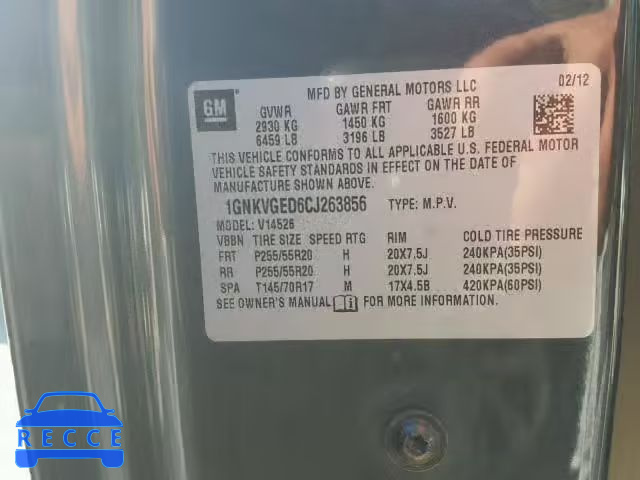 GM
MFD BY GENERAL MOTORS LLC 02/12
GVWR GAWR FRT GAWR RR
2930 KG 1450 KG 1600 KG
6459 LB 3196 LB 3527 LB
THIS VEHICLE CONFORMS TO ALL APPLICABLE U.S. FEDERAL MOTOR
VEHICLE SAFETY STANDARDS IN EFFECT ON THE DATE OF
MANUFACTURE SHOWN ABOVE.
1GNKVGED6CJ263856 TYPE: M.P.V.
MODEL: V14526
VBBN TIRE SIZE SPEED RTG RIM COLD TIRE PRESSURE
FRT P255/55R20 H 20X7.5J 240KPA(35PSI)
RR P255/55R20 H 20X7.5J 240KPA(35PSI)
SPA T145/70R17 M 17X4.5B 420KPA(60PSI)
SEE OWNER'S MANUAL FOR MORE INFORMATION.
RECCE